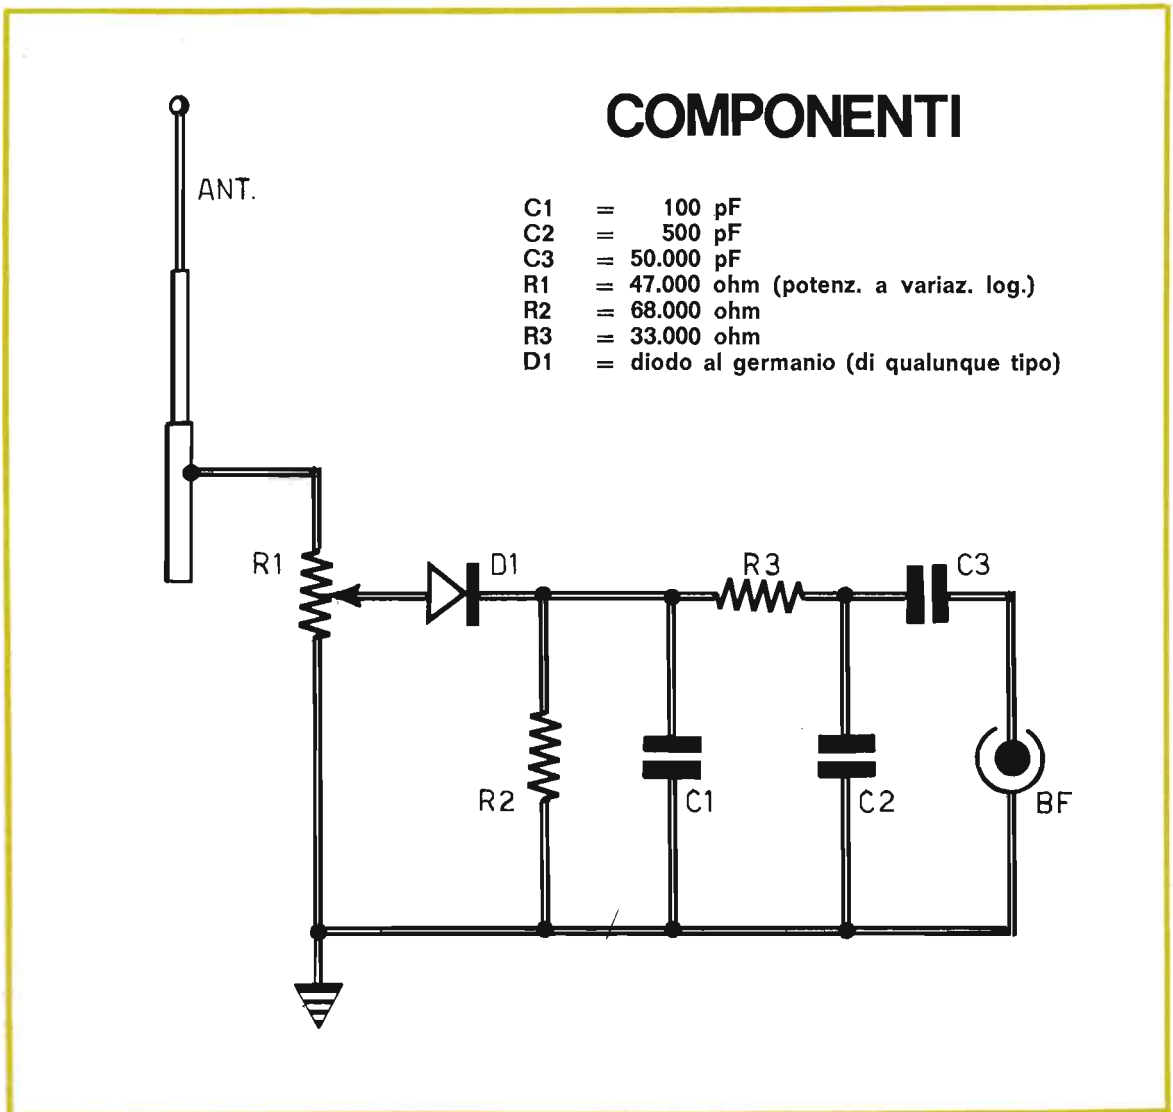 COMPONENTI
C1 = 100 pF
C2 = 500 pF
C3 = 50.000 pF
R1 = 47.000 ohm (potenz. a variaz. log.)
R2 = 68.000 ohm
R3 = 33.000 ohm
D1 = diodo al germanio (di qualunque tipo)
ANT.
R1
D1
R3
C3
R2
C1
C2
BF